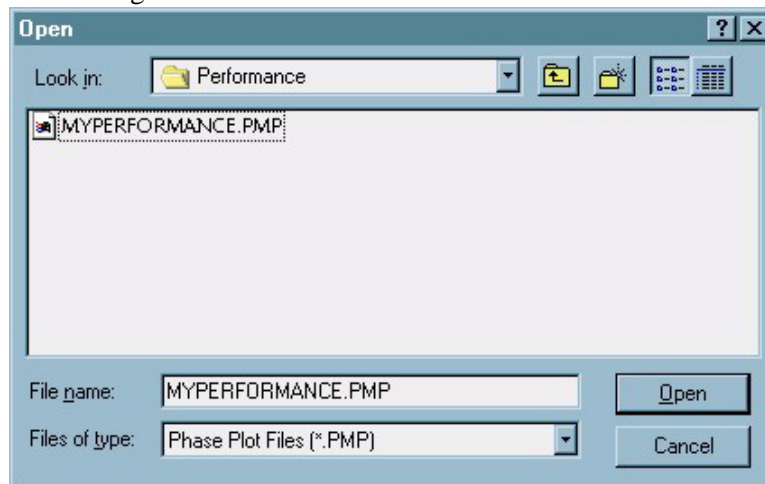 Open
Look in: Performance
MYPERFORMANCE.PMP
File name: MYPERFORMANCE.PMP Open
Files of type: Phase Plot Files (*.PMP) Cancel